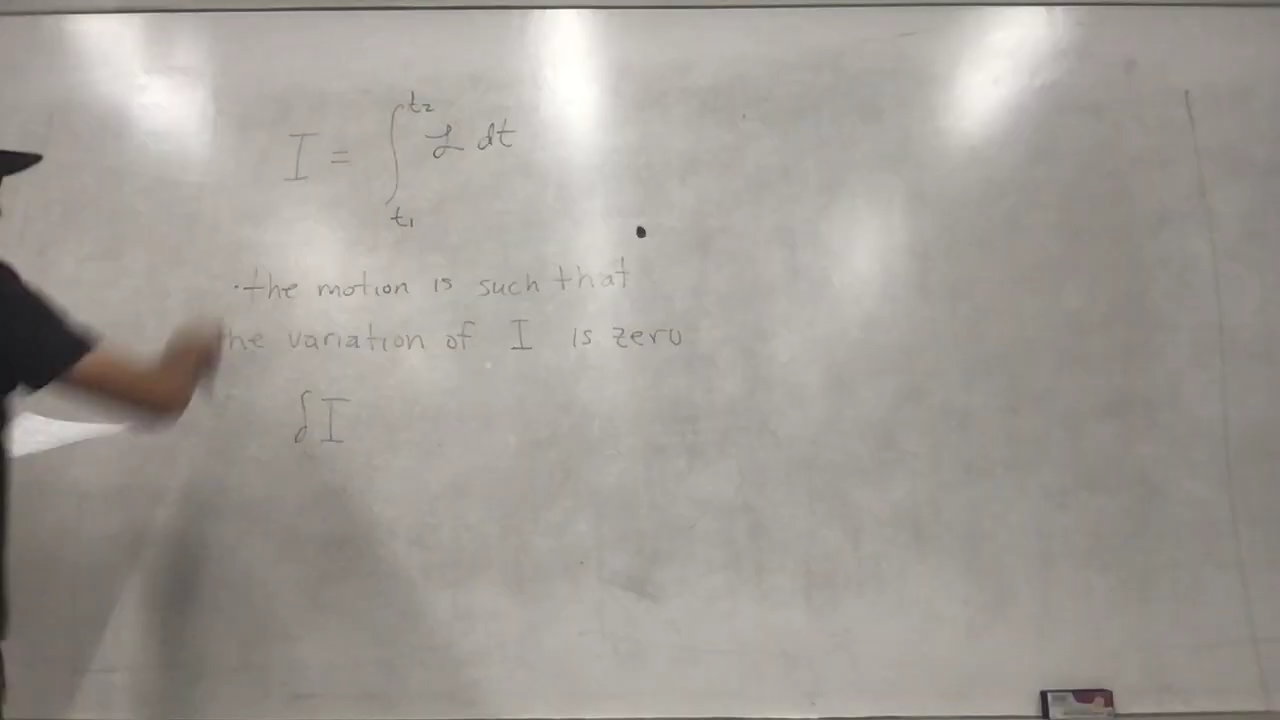 I = ∫_{t₁}^{t₂} ℒ dt
·the motion is such that
he variation of I is zero
δI